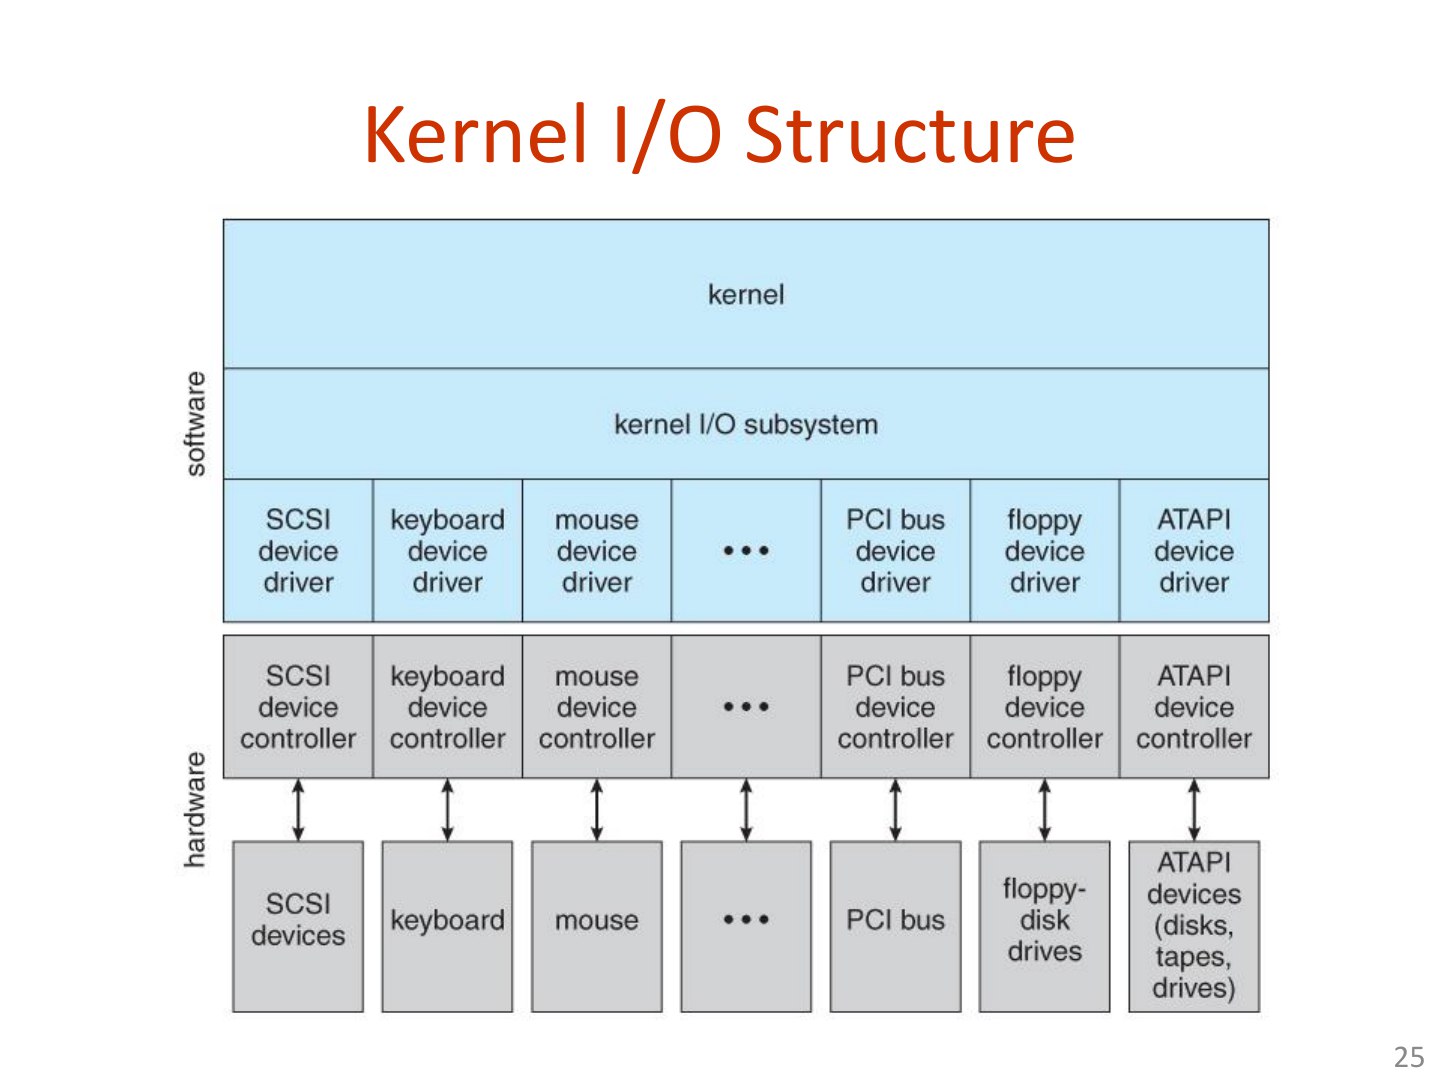 Kernel I/O Structure
software
kernel
kernel I/O subsystem
SCSI
device
driver
keyboard
device
driver
mouse
device
driver
•••
PCI bus
device
driver
floppy
device
driver
ATAPI
device
driver
hardware
SCSI
device
controller
keyboard
device
controller
mouse
device
controller
•••
PCI bus
device
controller
floppy
device
controller
ATAPI
device
controller
SCSI
devices
keyboard
mouse
•••
PCI bus
floppy-
disk
drives
ATAPI
devices
(disks,
tapes,
drives)
25